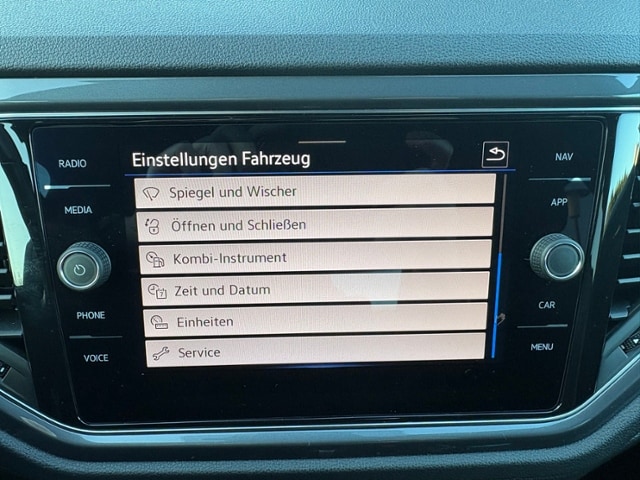 RADIO
MEDIA
PHONE
VOICE
Einstellungen Fahrzeug
Spiegel und Wischer
Öffnen und Schließen
Kombi-Instrument
Zeit und Datum
Einheiten
Service
NAV
APP
CAR
MENU